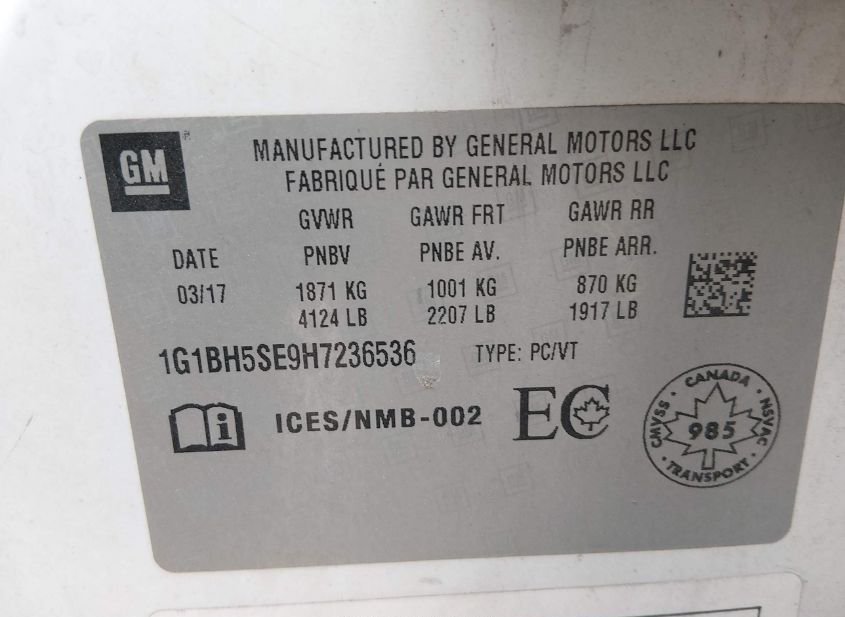 GM
MANUFACTURED BY GENERAL MOTORS LLC
FABRIQUÉ PAR GENERAL MOTORS LLC
GVWR GAWR FRT GAWR RR
DATE PNBV PNBE AV. PNBE ARR.
03/17 1871 KG 1001 KG 870 KG
4124 LB 2207 LB 1917 LB
1G1BH5SE9H7236536 TYPE: PC/VT
i ICES/NMB-002 EC
CANADA
CMVSS 985 NSVAC
TRANSPORT